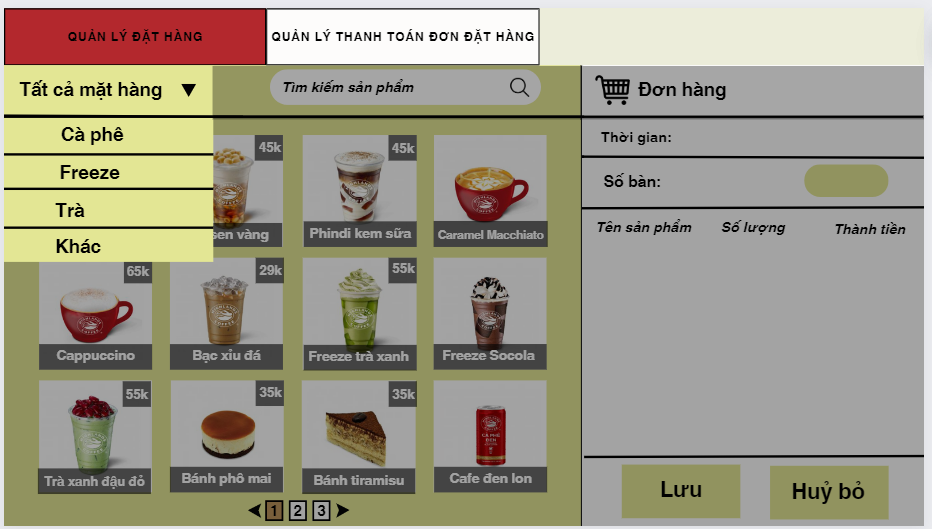 QUẢN LÝ ĐẶT HÀNG
QUẢN LÝ THANH TOÁN ĐƠN ĐẶT HÀNG
Tất cả mặt hàng ▼
Tìm kiếm sản phẩm
Đơn hàng
Cà phê
Freeze
Trà
Khác
Thời gian:
Số bàn:
Tên sản phẩm Số lượng Thành tiền
45k
45k
sen vàng
Phindi kem sữa
Caramel Macchiato
65k
29k
55k
Cappuccino
Bạc xỉu đá
Freeze trà xanh
Freeze Socola
55k
35k
35k
CÀ PHÊ
ĐEN
Trà xanh đậu đỏ
Bánh phô mai
Bánh tiramisu
Cafe đen lon
1 2 3
Lưu
Huỷ bỏ